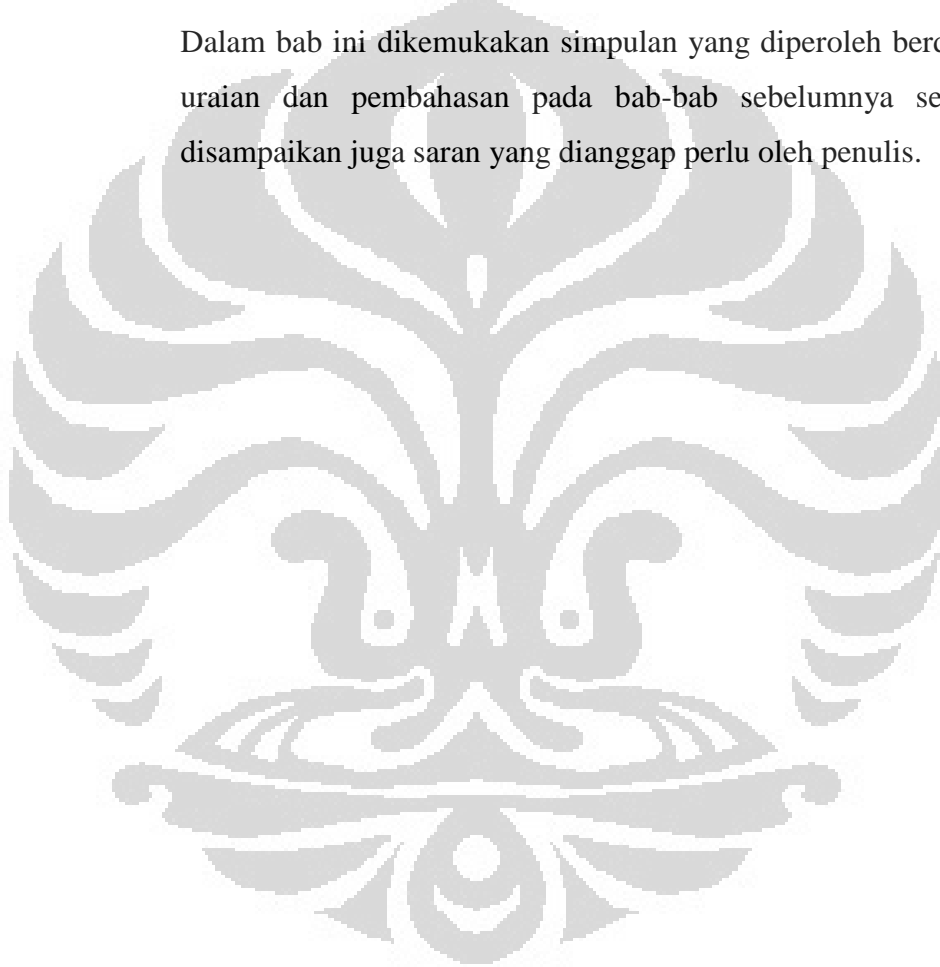 Dalam bab ini dikemukakan simpulan yang diperoleh berd
uraian dan pembahasan pada bab-bab sebelumnya se
disampaikan juga saran yang dianggap perlu oleh penulis.